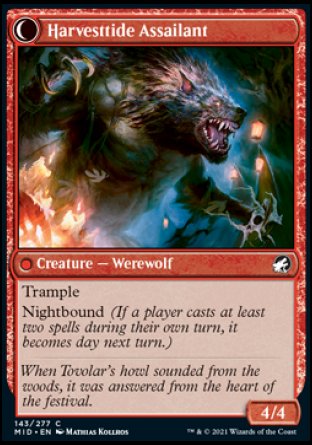 Harvesttide Assailant
Creature — Werewolf
Trample
Nightbound (If a player casts at least
two spells during their own turn, it
becomes day next turn.)
When Tovolar's howl sounded from the
woods, it was answered from the heart of
the festival.
4/4
143/277 C
MID • EN Mathias Kollros
™ & © 2021 Wizards of the Coast